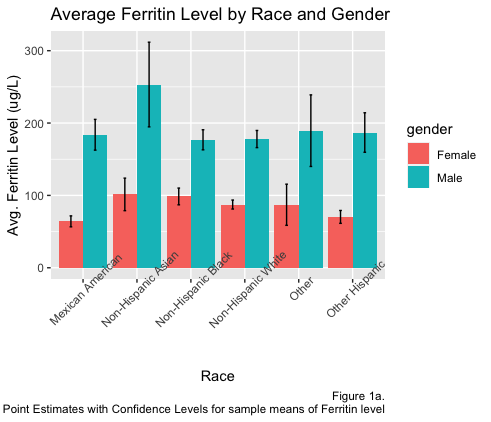 Average Ferritin Level by Race and Gender
Avg. Ferritin Level (ug/L)
300
200
100
0
Mexican American
Non-Hispanic Asian
Non-Hispanic Black
Non-Hispanic White
Other
Other Hispanic
Race
gender
Female
Male
Figure 1a.
Point Estimates with Confidence Levels for sample means of Ferritin level